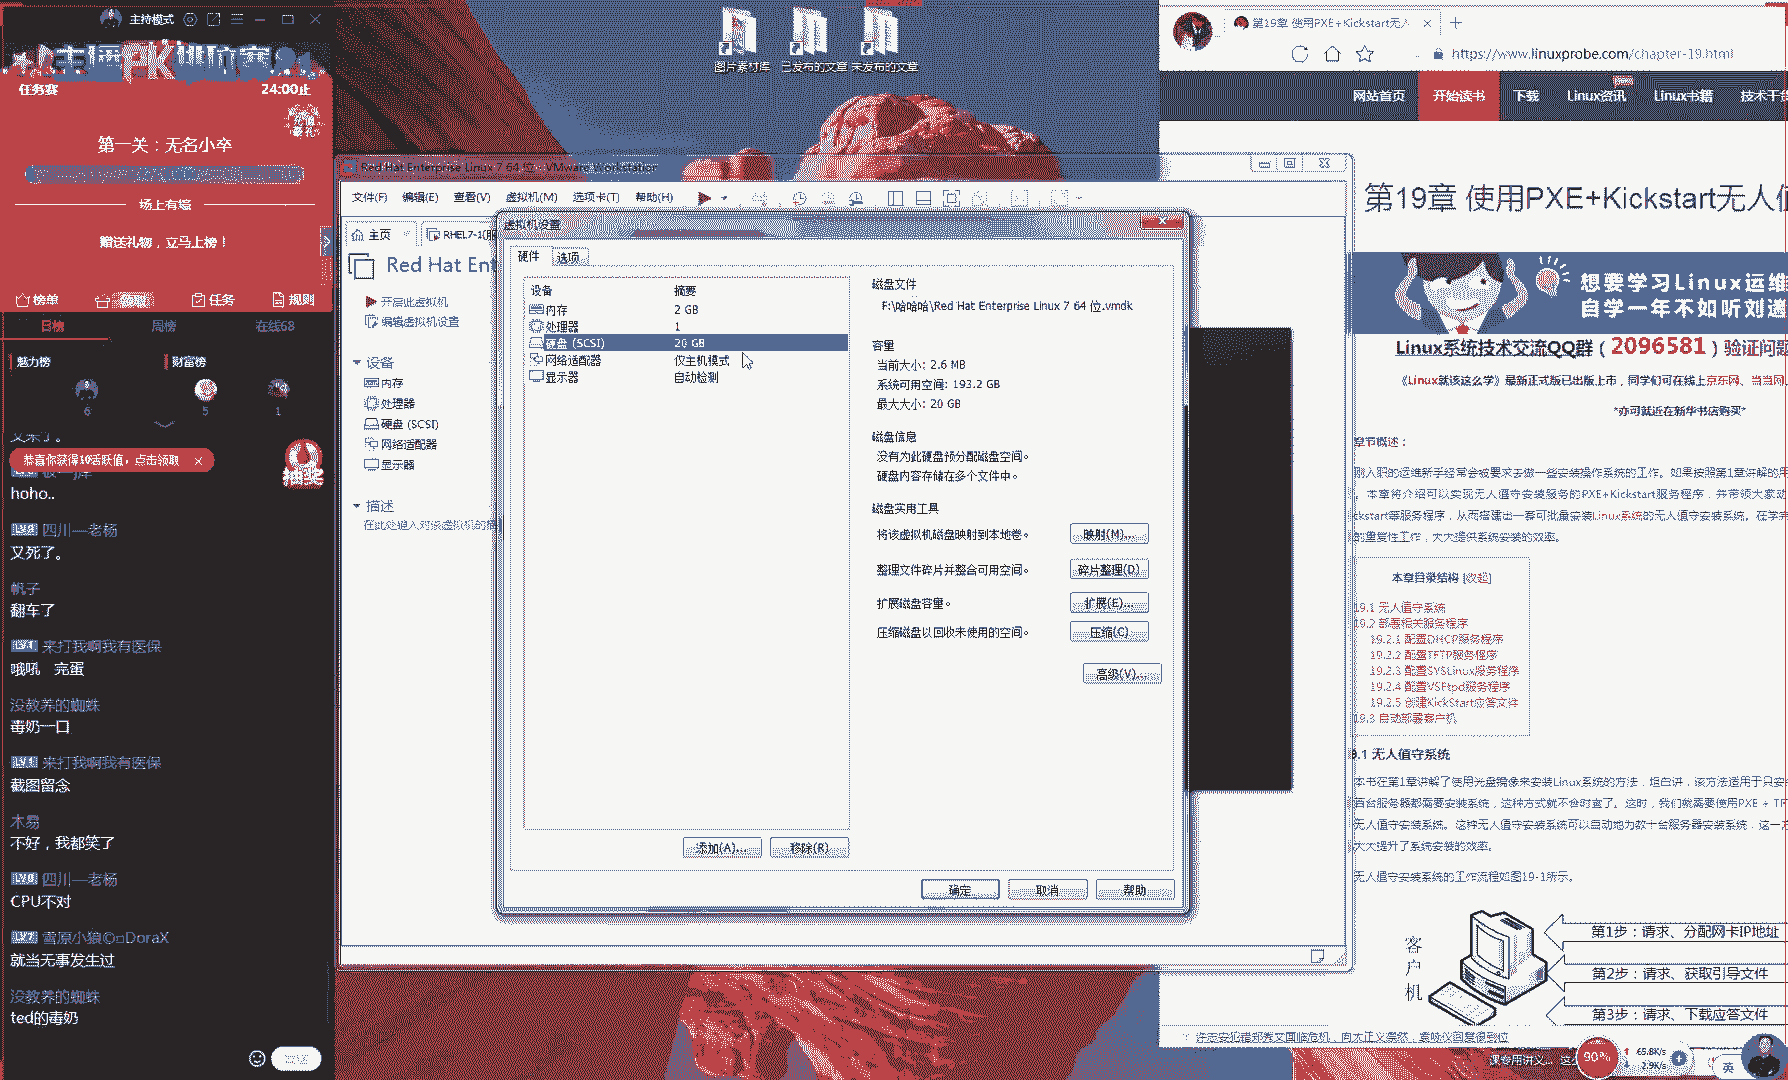 主持模式
任务赛
24:00止
第一关：无名小卒
场上有墙
赠送礼物，立马上榜！
榜单
任务
规则
日榜
周榜
在线68
魅力榜
财富榜
6
5
1
又来了。
恭喜你获得10活跃值，点击领取
抽奖
hoho..
四川—老杨
又死了。
帆子
翻车了
来打我啊我有医保
哦吼　完蛋
没教养的蜘蛛
毒奶一口
来打我啊我有医保
截图留念
木易
不好，我都笑了
四川—老杨
CPU不对
雪原小狼©□DoraX
就当无事发生过
没教养的蜘蛛
ted的毒奶
图片素材库
已发布的文章
未发布的文章
Red Hat Enterprise Linux 7 64 位 - VMware Workstation
文件(F)
编辑(E)
查看(V)
虚拟机(M)
选项卡(T)
帮助(H)
主页
RHEL7-1(服
Red Hat Ent
开启此虚拟机
编辑虚拟机设置
设备
内存
处理器
硬盘 (SCSI)
网络适配器
显示器
描述
在此处键入对该虚拟机的描
虚拟机设置
硬件
选项
设备
摘要
内存
2 GB
处理器
1
硬盘 (SCSI)
20 GB
网络适配器
仅主机模式
显示器
自动检测
添加(A)...
移除(R)
磁盘文件
F:\哈哈哈\Red Hat Enterprise Linux 7 64 位.vmdk
容量
当前大小: 2.6 MB
系统可用空间: 193.2 GB
最大大小: 20 GB
磁盘信息
没有为此硬盘预分配磁盘空间。
硬盘内容存储在多个文件中。
磁盘实用工具
将该虚拟机磁盘映射到本地卷。
映射(M)...
整理文件碎片并整合可用空间。
碎片整理(D)
扩展磁盘容量。
扩展(E)...
压缩磁盘以回收未使用的空间。
压缩(C)
高级(V)...
确定
取消
帮助
第19章 使用PXE+Kickstart无人
https://www.linuxprobe.com/chapter-19.html
网站首页
开始读书
下载
Linux资讯
Linux书籍
技术干
第19章 使用PXE+Kickstart无人值
想要学习Linux运维
自学一年不如听刘遄
Linux系统技术交流QQ群（2096581）验证问题
《Linux就该这么学》最新正式版已出版上市，同学们可在线上京东网、当当网
*亦可就近在新华书店购买*
章节概述：
刚入职的运维新手经常会被要求去做一些安装操作系统的工作。如果按照第1章讲解的用
。本章将介绍可以实现无人值守安装服务的PXE+Kickstart服务程序，并带领大家动
ckstart等服务程序，从而搭建出一套可批量安装Linux系统的无人值守安装系统。在学完
的重复性工作，大大提供系统安装的效率。
本章目录结构 [收起]
19.1 无人值守系统
19.2 部署相关服务程序
19.2.1 配置DHCP服务程序
19.2.2 配置TFTP服务程序
19.2.3 配置SYSLinux服务程序
19.2.4 配置VSFtpd服务程序
19.2.5 创建KickStart应答文件
19.3 自动部署客户机
9.1 无人值守系统
本书在第1章讲解了使用光盘镜像来安装Linux系统的方法，坦白讲，该方法适用于只安
百台服务器都需要安装系统，这种方式就不合时宜了。这时，我们就需要使用PXE + TF
无人值守安装系统。这种无人值守安装系统可以自动地为数十台服务器安装系统，这一方
大大提升了系统安装的效率。
无人值守安装系统的工作流程如图19-1所示。
客户机
第1步：请求、分配网卡IP地址
第2步：请求、获取引导文件
第3步：请求、下载应答文件
90%
65.8K/s
2.9K/s
英